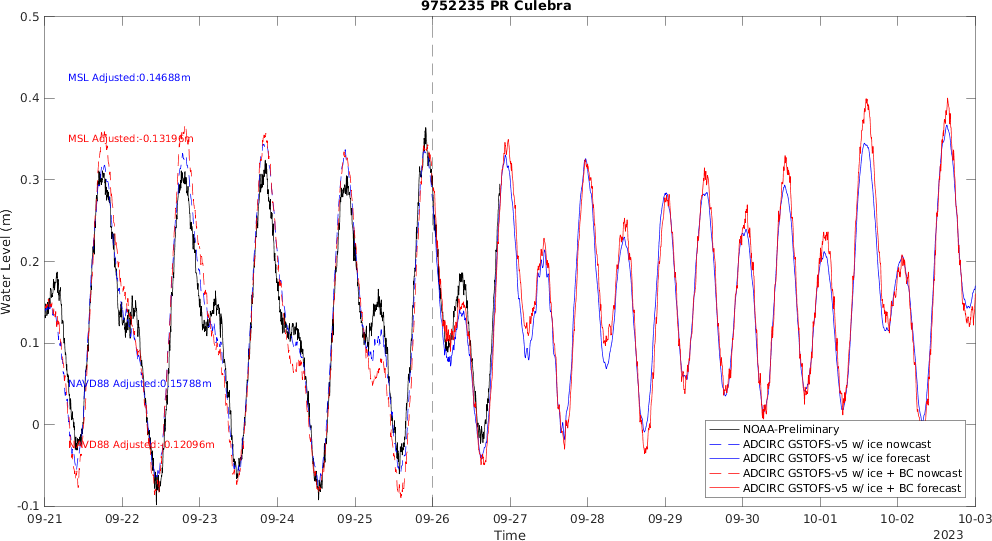 9752235 PR Culebra
0.5
0.4
0.3
0.2
0.1
0
-0.1
Water Level (m)
MSL Adjusted:0.14688m
MSL Adjusted:-0.13196m
NAVD88 Adjusted:0.15788m
NAVD88 Adjusted:-0.12096m
NOAA-Preliminary
ADCIRC GSTOFS-v5 w/ ice nowcast
ADCIRC GSTOFS-v5 w/ ice forecast
ADCIRC GSTOFS-v5 w/ ice + BC nowcast
ADCIRC GSTOFS-v5 w/ ice + BC forecast
09-21 09-22 09-23 09-24 09-25 09-26 09-27 09-28 09-29 09-30 10-01 10-02 10-03
Time
2023